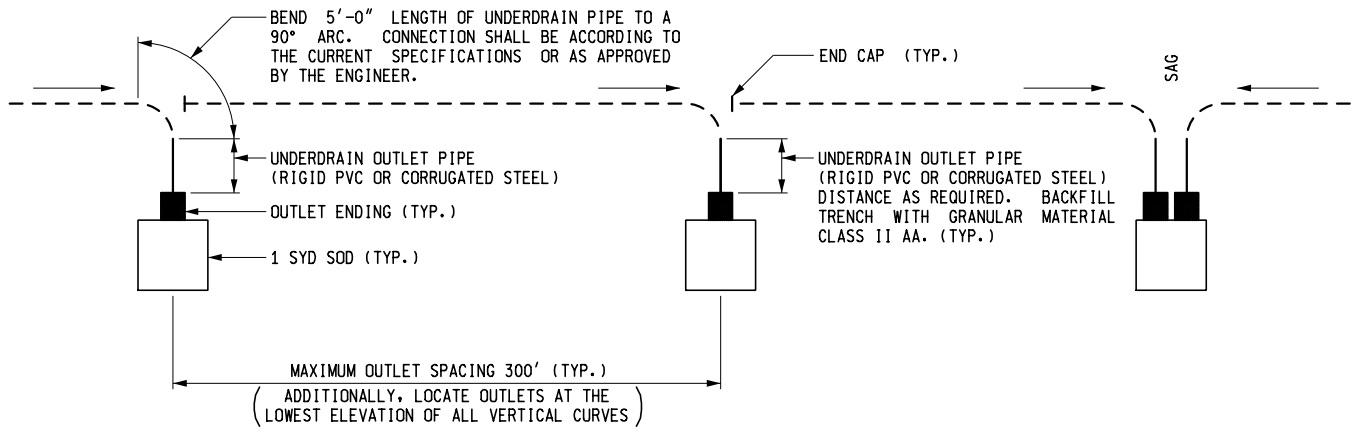 BEND 5'-0" LENGTH OF UNDERDRAIN PIPE TO A
90° ARC. CONNECTION SHALL BE ACCORDING TO
THE CURRENT SPECIFICATIONS OR AS APPROVED
BY THE ENGINEER.
END CAP (TYP.)
SAG
UNDERDRAIN OUTLET PIPE
(RIGID PVC OR CORRUGATED STEEL)
OUTLET ENDING (TYP.)
1 SYD SOD (TYP.)
UNDERDRAIN OUTLET PIPE
(RIGID PVC OR CORRUGATED STEEL)
DISTANCE AS REQUIRED. BACKFILL
TRENCH WITH GRANULAR MATERIAL
CLASS II AA. (TYP.)
MAXIMUM OUTLET SPACING 300' (TYP.)
(ADDITIONALLY, LOCATE OUTLETS AT THE
LOWEST ELEVATION OF ALL VERTICAL CURVES)